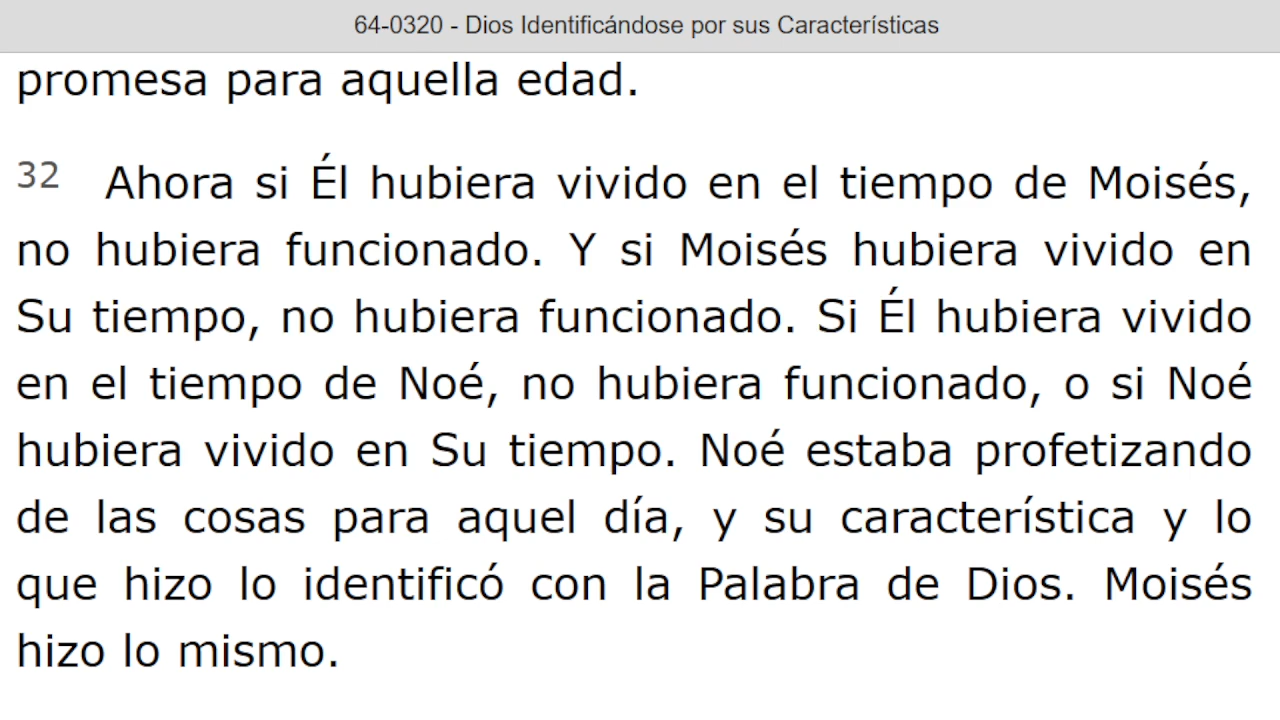 64-0320 - Dios Identificándose por sus Características
promesa para aquella edad.
32 Ahora si Él hubiera vivido en el tiempo de Moisés,
no hubiera funcionado. Y si Moisés hubiera vivido en
Su tiempo, no hubiera funcionado. Si Él hubiera vivido
en el tiempo de Noé, no hubiera funcionado, o si Noé
hubiera vivido en Su tiempo. Noé estaba profetizando
de las cosas para aquel día, y su característica y lo
que hizo lo identificó con la Palabra de Dios. Moisés
hizo lo mismo.